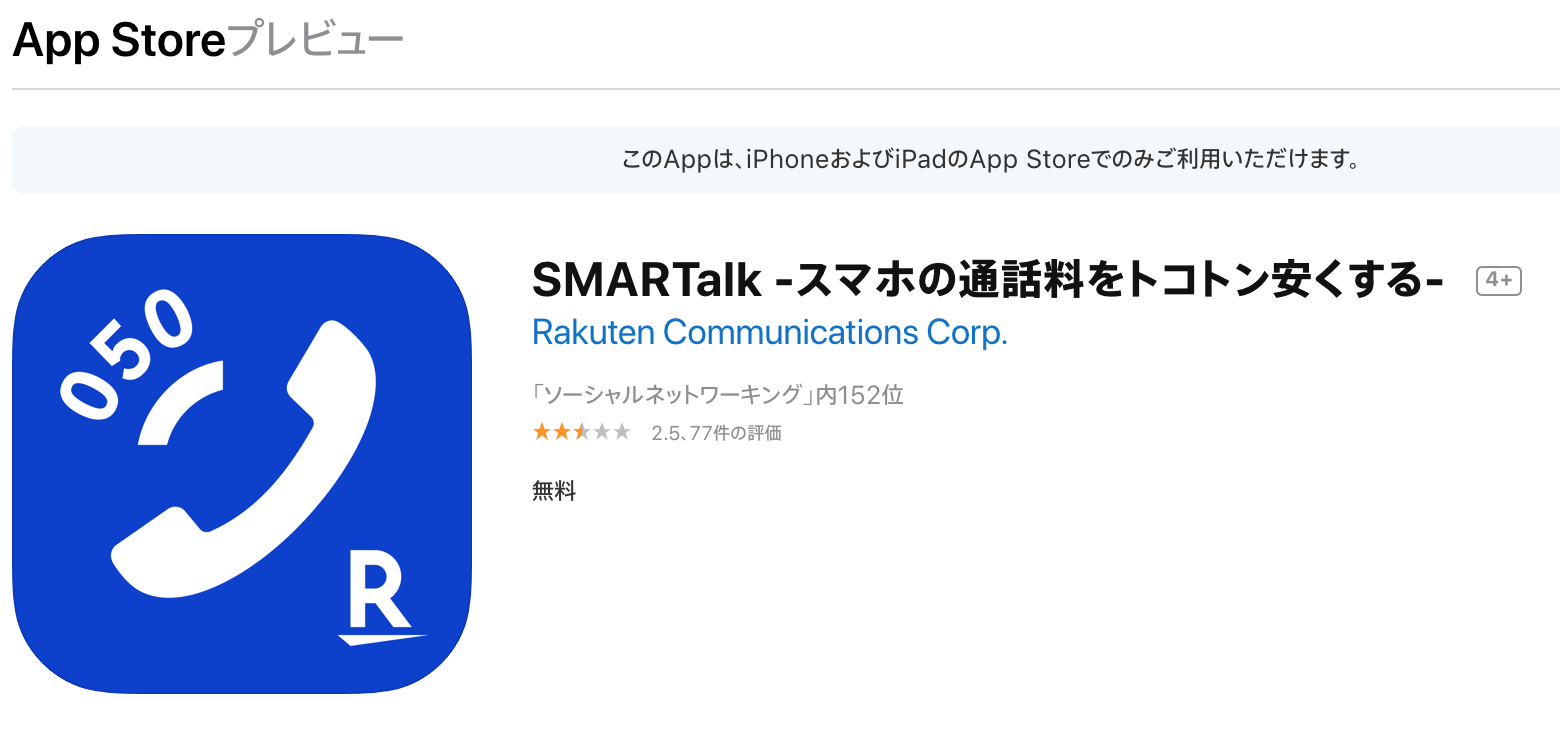 App Storeプレビュー
このAppは、iPhoneおよびiPadのApp Storeでのみご利用いただけます。
050
R
SMARTalk -スマホの通話料をトコトン安くする- 4+
Rakuten Communications Corp.
「ソーシャルネットワーキング」内152位
2.5、77件の評価
無料